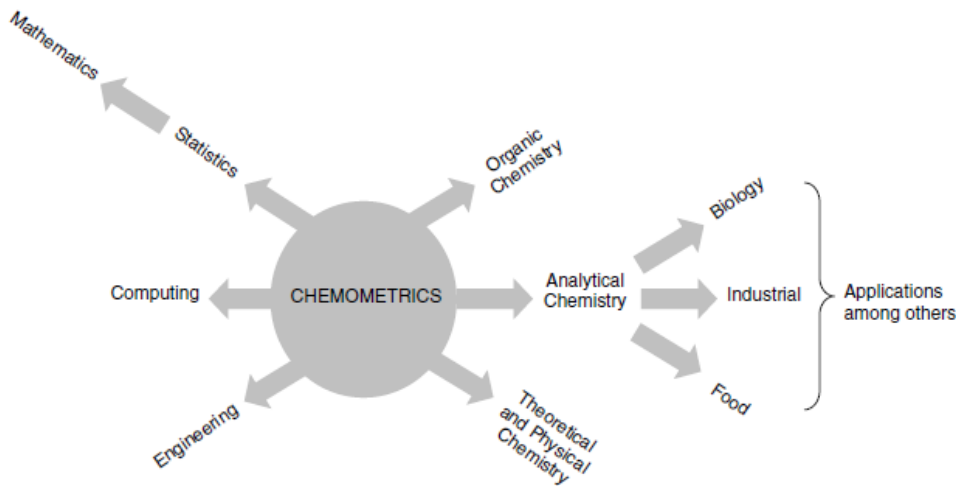 Mathematics
Statistics
Organic
Chemistry
Biology
Computing
CHEMOMETRICS
Analytical
Chemistry
Industrial
Applications
among others
Engineering
Theoretical
and Physical
Chemistry
Food